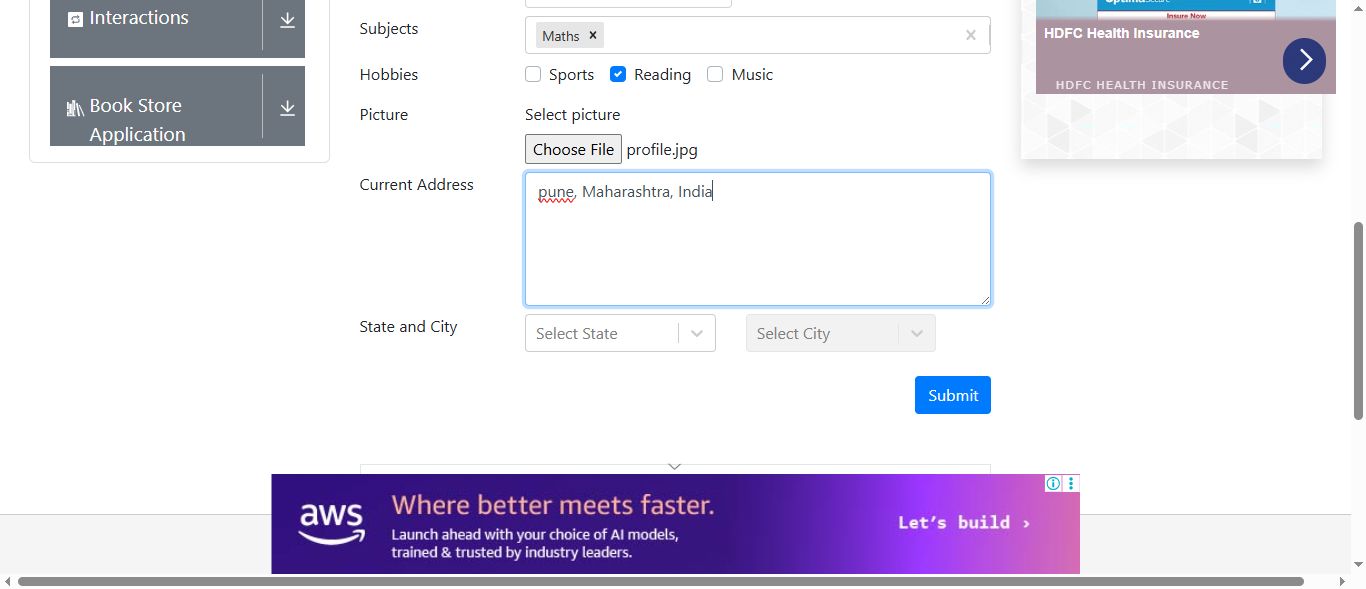 Interactions
Book Store
Application
Subjects
Maths ×
×
Hobbies
Sports
Reading
Music
Picture
Select picture
Choose File profile.jpg
Current Address
pune, Maharashtra, India
State and City
Select State
Select City
Submit
Insure Now
HDFC Health Insurance
HDFC HEALTH INSURANCE
aws
Where better meets faster.
Launch ahead with your choice of AI models,
trained & trusted by industry leaders.
Let's build ›